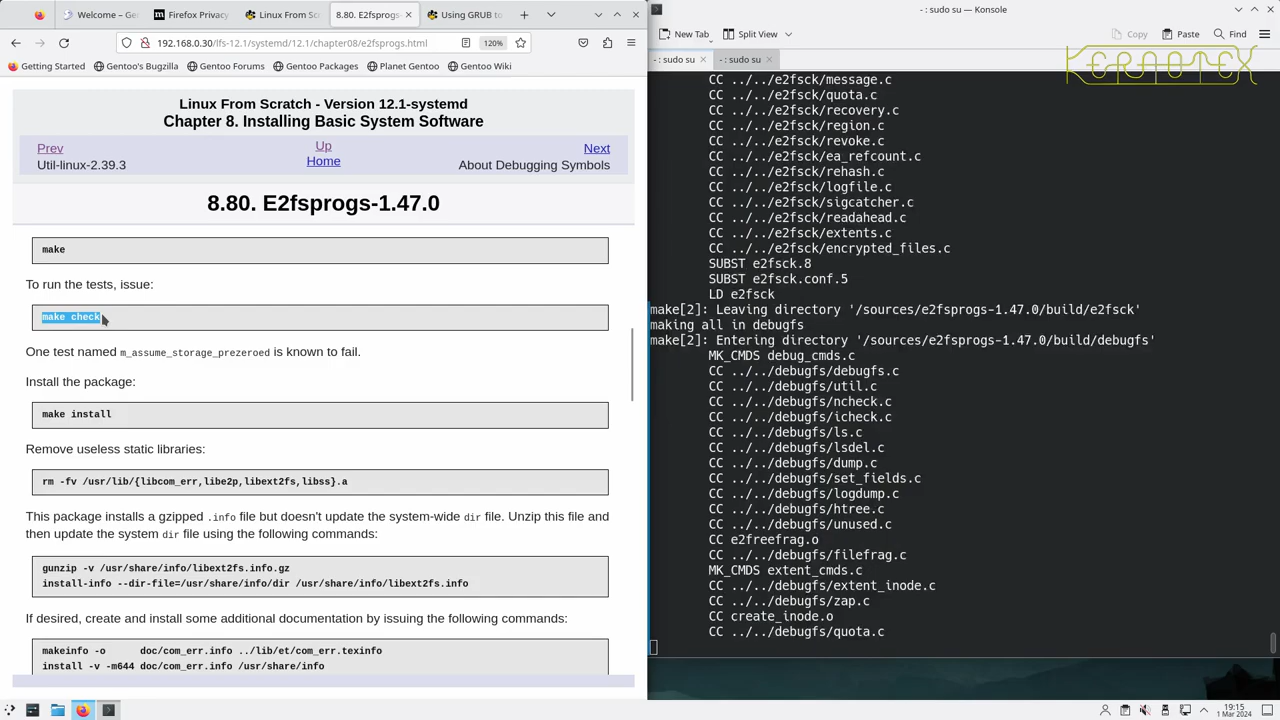 Welcome – Ge
Firefox Privacy
Linux From Scr
8.80. E2fsprogs-
Using GRUB to
192.168.0.30/lfs-12.1/systemd/12.1/chapter08/e2fsprogs.html
120%
Getting Started
Gentoo's Bugzilla
Gentoo Forums
Gentoo Packages
Planet Gentoo
Gentoo Wiki
Linux From Scratch - Version 12.1-systemd
Chapter 8. Installing Basic System Software
Prev
Up
Next
Util-linux-2.39.3
Home
About Debugging Symbols
8.80. E2fsprogs-1.47.0
make
To run the tests, issue:
make check
One test named m_assume_storage_prezeroed is known to fail.
Install the package:
make install
Remove useless static libraries:
rm -fv /usr/lib/{libcom_err,libe2p,libext2fs,libss}.a
This package installs a gzipped .info file but doesn't update the system-wide dir file. Unzip this file and
then update the system dir file using the following commands:
gunzip -v /usr/share/info/libext2fs.info.gz
install-info --dir-file=/usr/share/info/dir /usr/share/info/libext2fs.info
If desired, create and install some additional documentation by issuing the following commands:
makeinfo -o      doc/com_err.info ../lib/et/com_err.texinfo
install -v -m644 doc/com_err.info /usr/share/info
- : sudo su — Konsole
New Tab
Split View
Copy
Paste
Find
- : sudo su
- : sudo su
KERNOTEX
CC ../../e2fsck/message.c
CC ../../e2fsck/quota.c
CC ../../e2fsck/recovery.c
CC ../../e2fsck/region.c
CC ../../e2fsck/revoke.c
CC ../../e2fsck/ea_refcount.c
CC ../../e2fsck/rehash.c
CC ../../e2fsck/logfile.c
CC ../../e2fsck/sigcatcher.c
CC ../../e2fsck/readahead.c
CC ../../e2fsck/extents.c
CC ../../e2fsck/encrypted_files.c
SUBST e2fsck.8
SUBST e2fsck.conf.5
LD e2fsck
make[2]: Leaving directory '/sources/e2fsprogs-1.47.0/build/e2fsck'
making all in debugfs
make[2]: Entering directory '/sources/e2fsprogs-1.47.0/build/debugfs'
MK_CMDS debug_cmds.c
CC ../../debugfs/debugfs.c
CC ../../debugfs/util.c
CC ../../debugfs/ncheck.c
CC ../../debugfs/icheck.c
CC ../../debugfs/ls.c
CC ../../debugfs/lsdel.c
CC ../../debugfs/dump.c
CC ../../debugfs/set_fields.c
CC ../../debugfs/logdump.c
CC ../../debugfs/htree.c
CC ../../debugfs/unused.c
CC e2freefrag.o
CC ../../debugfs/filefrag.c
MK_CMDS extent_cmds.c
CC ../../debugfs/extent_inode.c
CC ../../debugfs/zap.c
CC create_inode.o
CC ../../debugfs/quota.c
19:15
1 Mar 2024